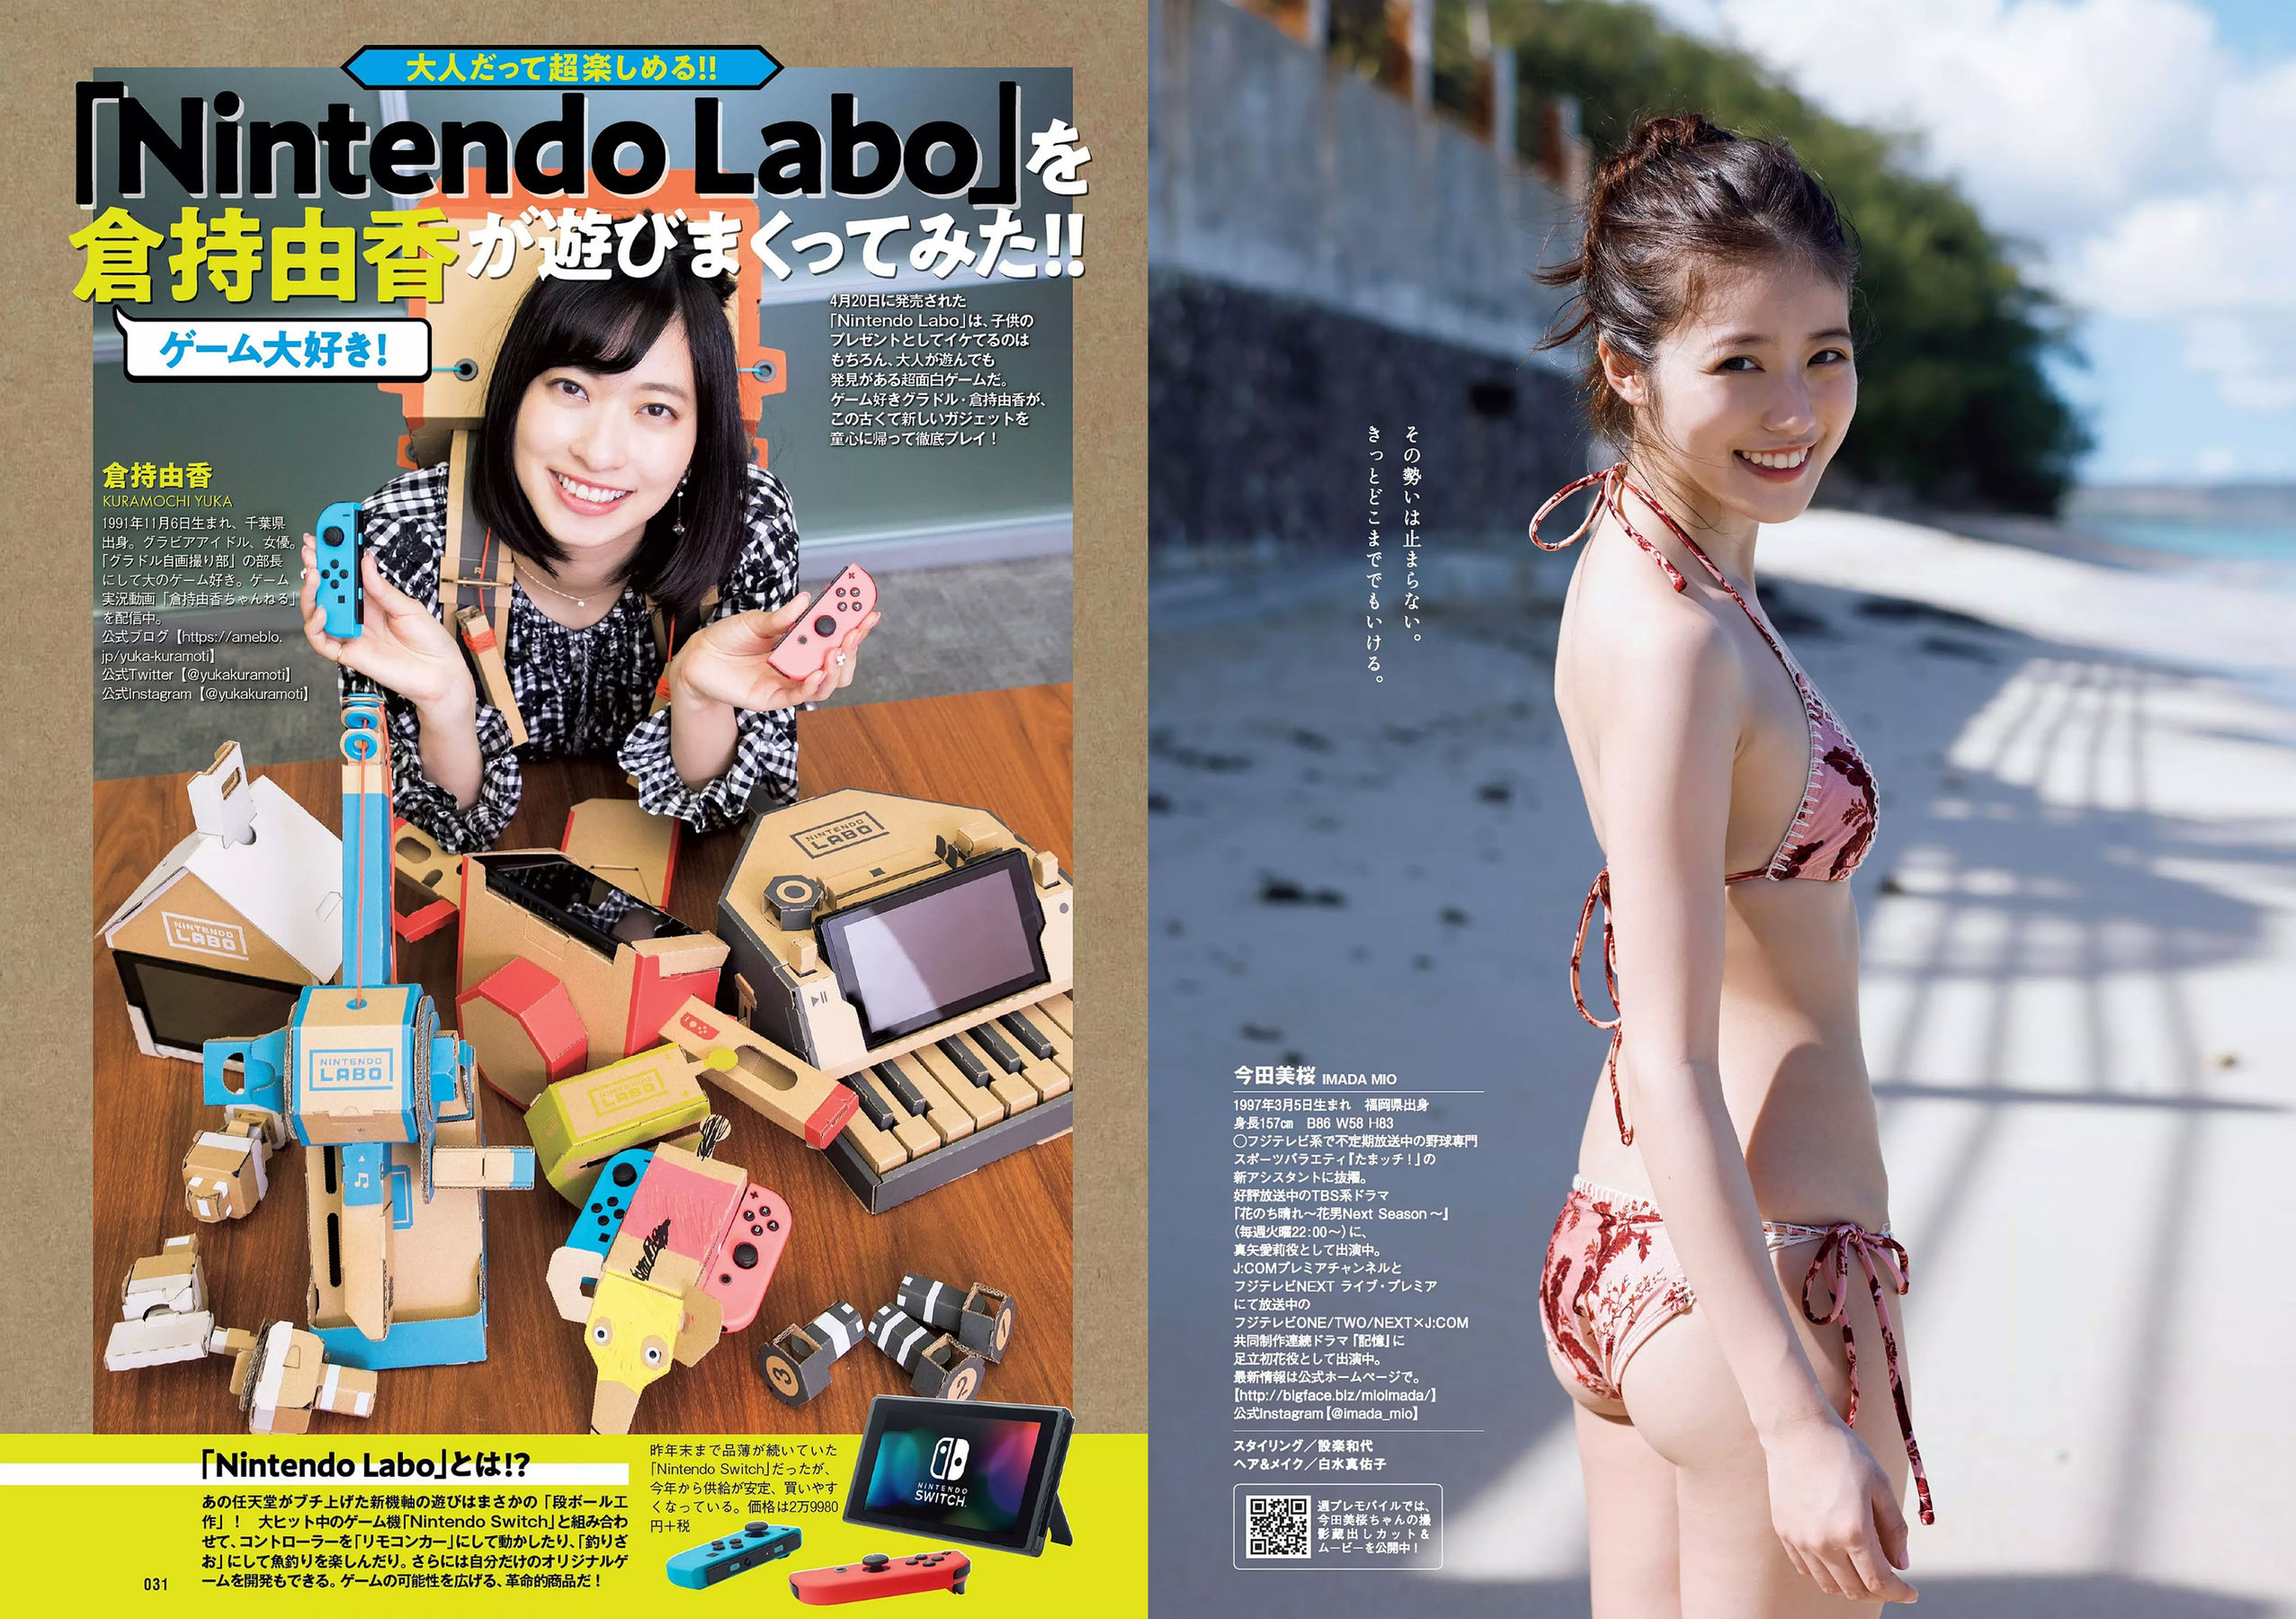 大人だって超楽しめる!!
「Nintendo Labo」を
倉持由香が遊びまくってみた!!
ゲーム大好き!
4月20日に発売された
「Nintendo Labo」は、子供の
プレゼントとしてイケてるのは
もちろん、大人が遊んでも
発見がある超面白ゲームだ。
ゲーム好きグラドル・倉持由香が、
この古くて新しいガジェットを
童心に帰って徹底プレイ!
倉持由香
KURAMOCHI YUKA
1991年11月6日生まれ、千葉県
出身。グラビアアイドル、女優。
「グラドル自画撮り部」の部長
にして大のゲーム好き。ゲーム
実況動画「倉持由香ちゃんねる」
を配信中。
公式ブログ【https://ameblo.
jp/yuka-kuramoti】
公式Twitter【@yukakuramoti】
公式Instagram【@yukakuramoti】
NINTENDO
LABO
NINTENDO
LABO
NINTENDO
LABO
NINTENDO
LABO
3
2
1
「Nintendo Labo」とは!?
あの任天堂がブチ上げた新機軸の遊びはまさかの「段ボール工
作」! 大ヒット中のゲーム機「Nintendo Switch」と組み合わ
せて、コントローラーを「リモコンカー」にして動かしたり、「釣りざ
お」にして魚釣りを楽しんだり。さらには自分だけのオリジナルゲ
ームを開発もできる。ゲームの可能性を広げる、革命的商品だ!
昨年末まで品薄が続いていた
「Nintendo Switch」だったが、
今年から供給が安定、買いやす
くなっている。価格は2万9980
円+税
NINTENDO
SWITCH
031
その勢いは止まらない。
きっとどこまででもいける。
今田美桜 IMADA MIO
1997年3月5日生まれ 福岡県出身
身長157㎝ B86 W58 H83
○フジテレビ系で不定期放送中の野球専門
スポーツバラエティ『たまッチ!』の
新アシスタントに抜擢。
好評放送中のTBS系ドラマ
『花のち晴れ〜花男Next Season〜』
(毎週火曜22:00〜)に、
真矢愛莉役として出演中。
J:COMプレミアチャンネルと
フジテレビNEXT ライブ・プレミア
にて放送中の
フジテレビONE/TWO/NEXT×J:COM
共同制作連続ドラマ『記憶』に
足立初花役として出演中。
最新情報は公式ホームページで。
【http://bigface.biz/mioimada/】
公式Instagram【@imada_mio】
スタイリング/設楽和代
ヘア&メイク/白水真佑子
週プレモバイルでは、
今田美桜ちゃんの撮
影蔵出しカット&
ムービーを公開中!